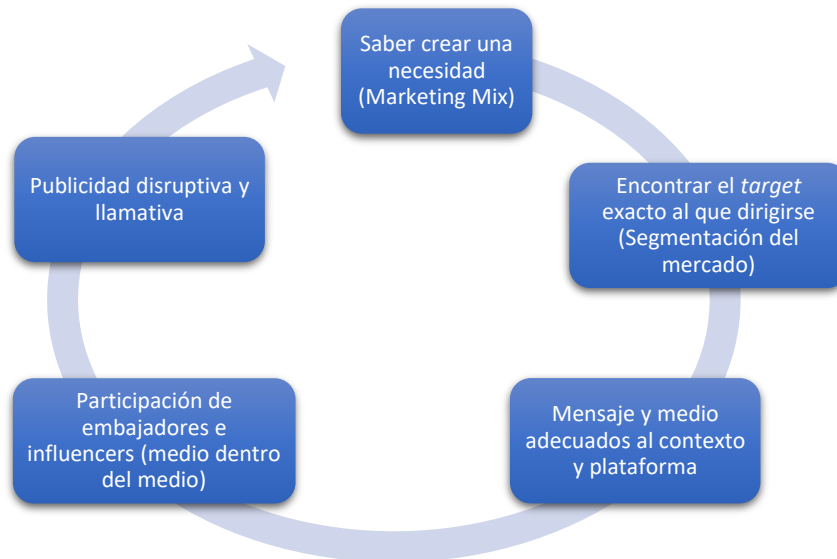 Saber crear una
necesidad
(Marketing Mix)
Encontrar el target
exacto al que dirigirse
(Segmentación del
mercado)
Mensaje y medio
adecuados al contexto
y plataforma
Participación de
embajadores e
influencers (medio dentro
del medio)
Publicidad disruptiva y
llamativa